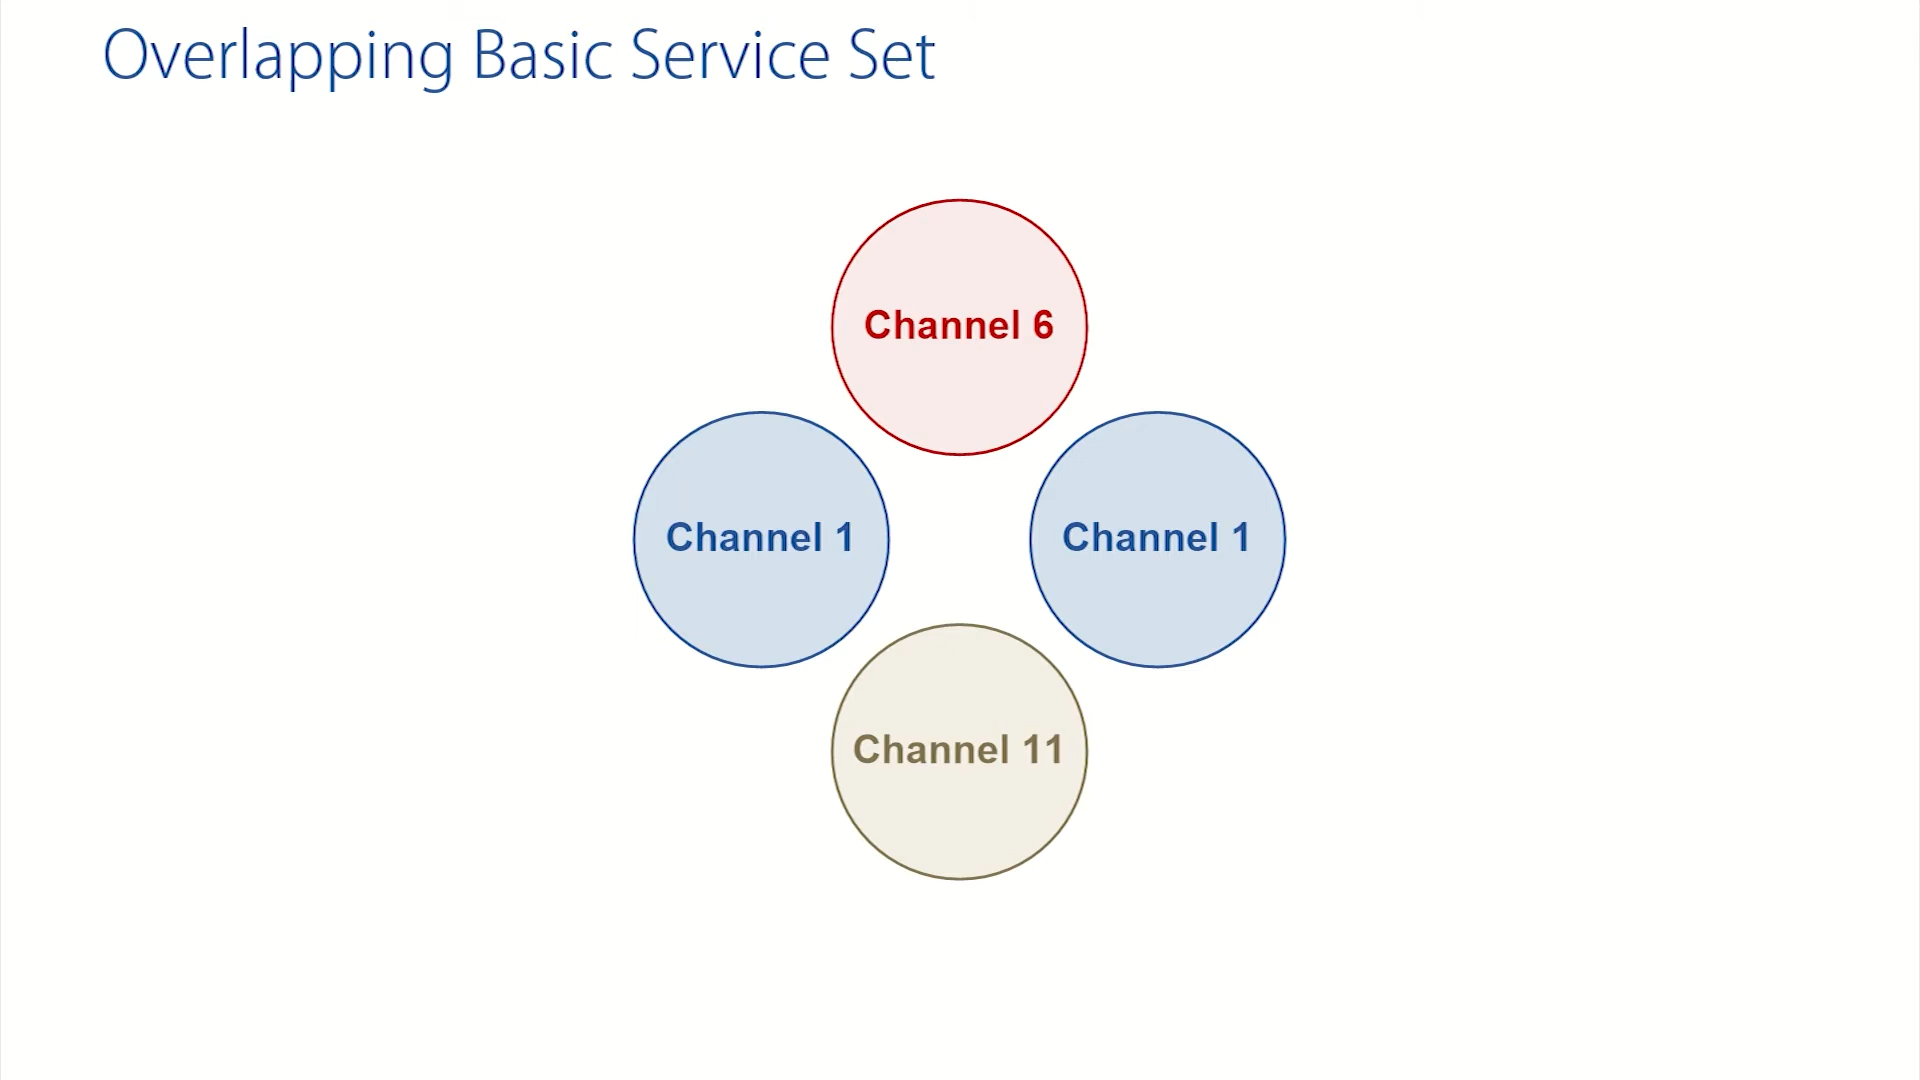 Overlapping Basic Service Set
Channel 6
Channel 1
Channel 1
Channel 11